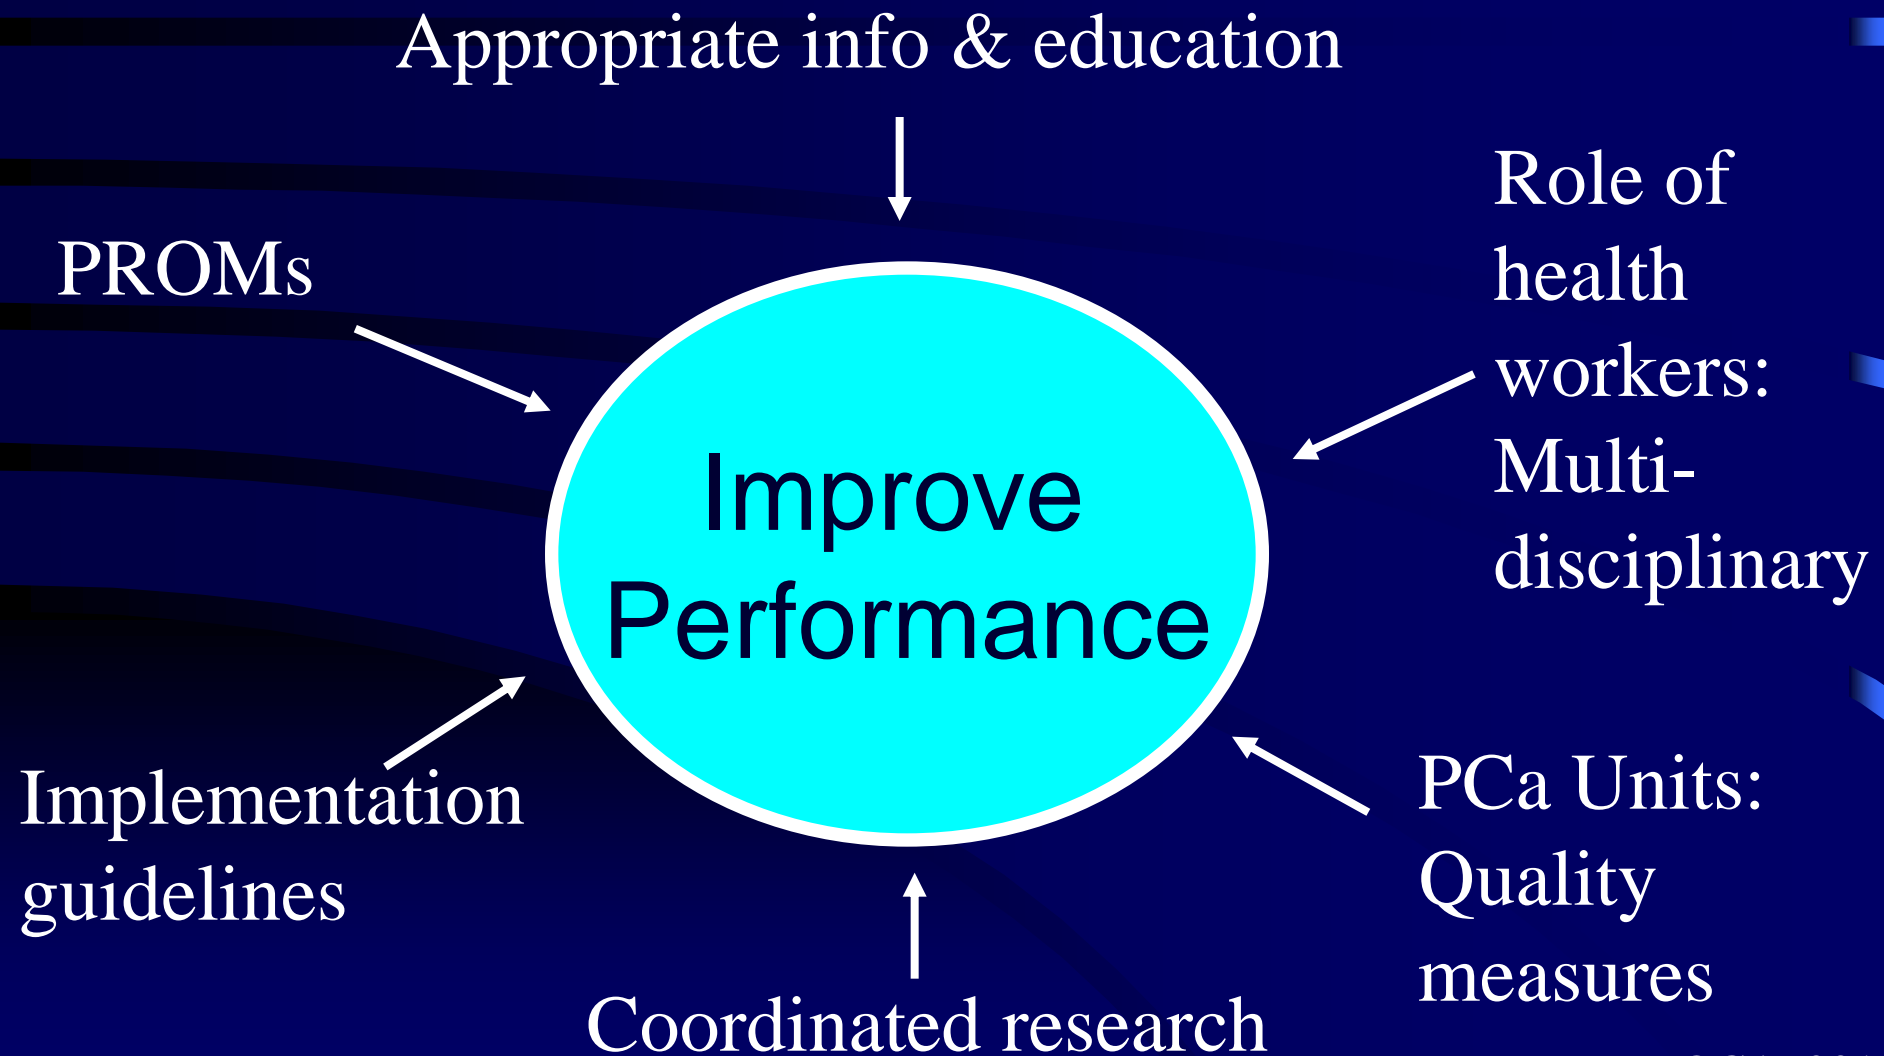 Appropriate info & education
Role of
health
workers:
Multi-
disciplinary
PROMs
Improve
Performance
Implementation
guidelines
PCa Units:
Quality
measures
Coordinated research